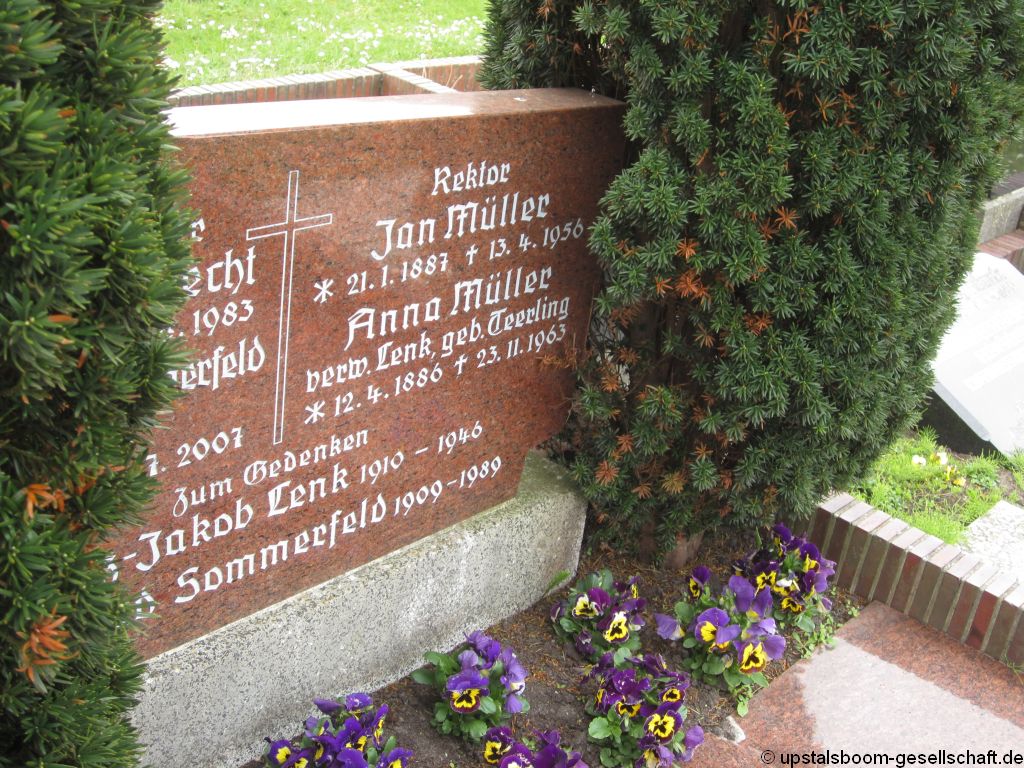 Rektor
Jan Müller
* 21. 1. 1887 † 13. 4. 1956
Anna Müller
verw. Lenk, geb. Teerling
* 12. 4. 1886 † 23. 11. 1963
echt
1983
erfeld
2007
Zum Gedenken
-Jakob Lenk 1910 – 1946
Sommerfeld 1909–1989
© upstalsboom-gesellschaft.de